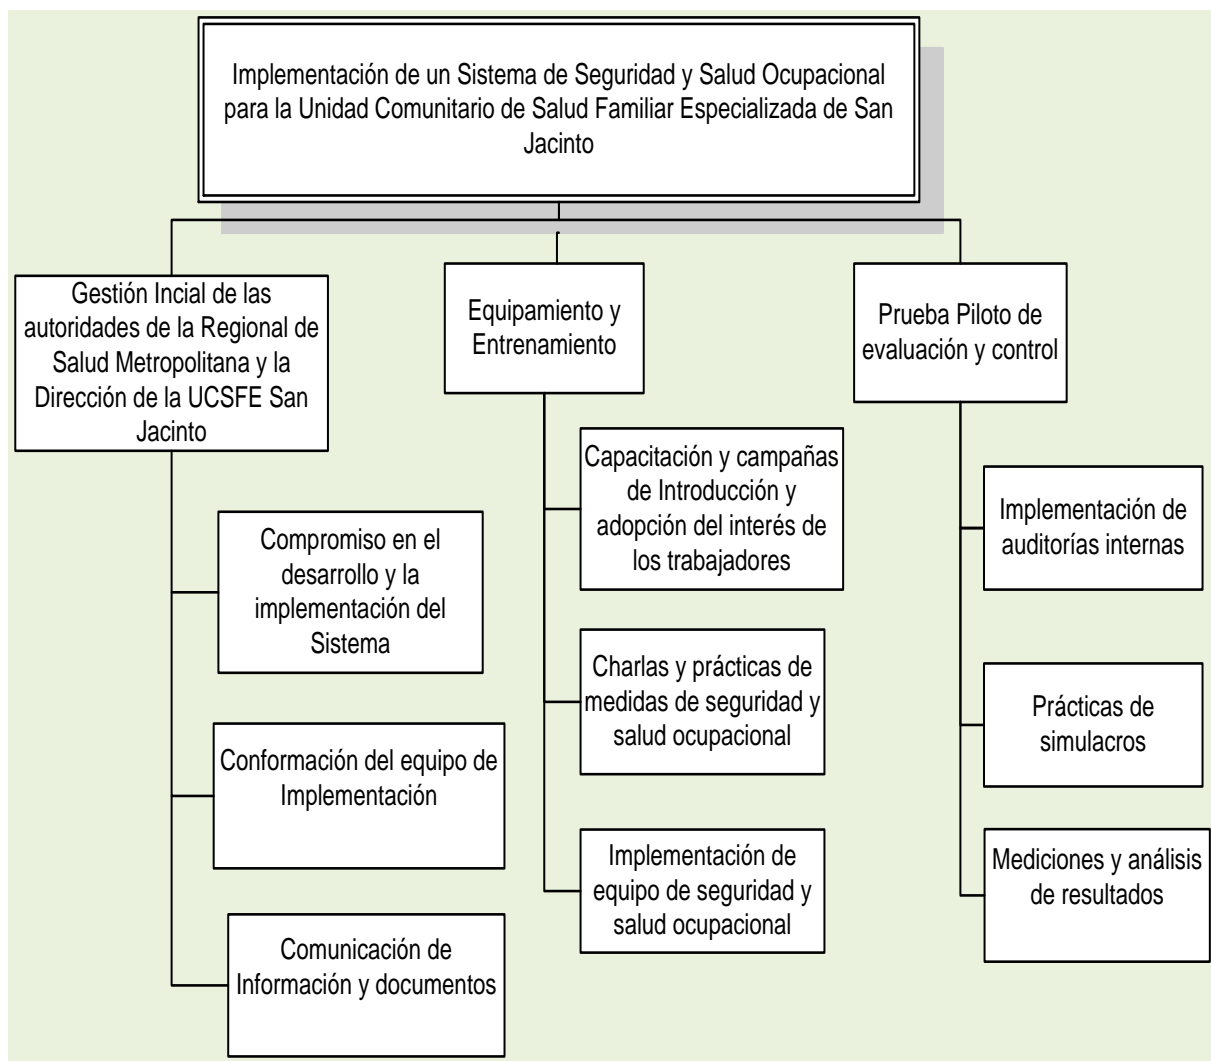 Implementación de un Sistema de Seguridad y Salud Ocupacional
para la Unidad Comunitario de Salud Familiar Especializada de San
Jacinto
Gestión Incial de las
autoridades de la Regional de
Salud Metropolitana y la
Dirección de la UCSFE San
Jacinto
Compromiso en el
desarrollo y la
implementación del
Sistema
Conformación del equipo de
Implementación
Comunicación de
Información y documentos
Equipamiento y
Entrenamiento
Capacitación y campañas
de Introducción y
adopción del interés de
los trabajadores
Charlas y prácticas de
medidas de seguridad y
salud ocupacional
Implementación de
equipo de seguridad y
salud ocupacional
Prueba Piloto de
evaluación y control
Implementación de
auditorías internas
Prácticas de
simulacros
Mediciones y análisis
de resultados